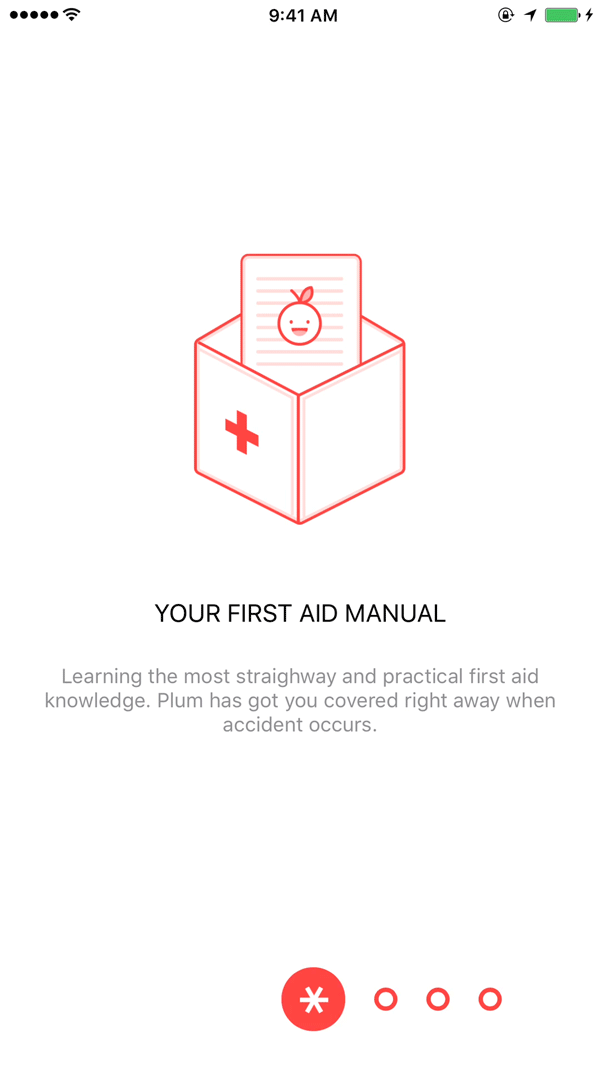 9:41 AM
YOUR FIRST AID MANUAL
Learning the most straighway and practical first aid
knowledge. Plum has got you covered right away when
accident occurs.